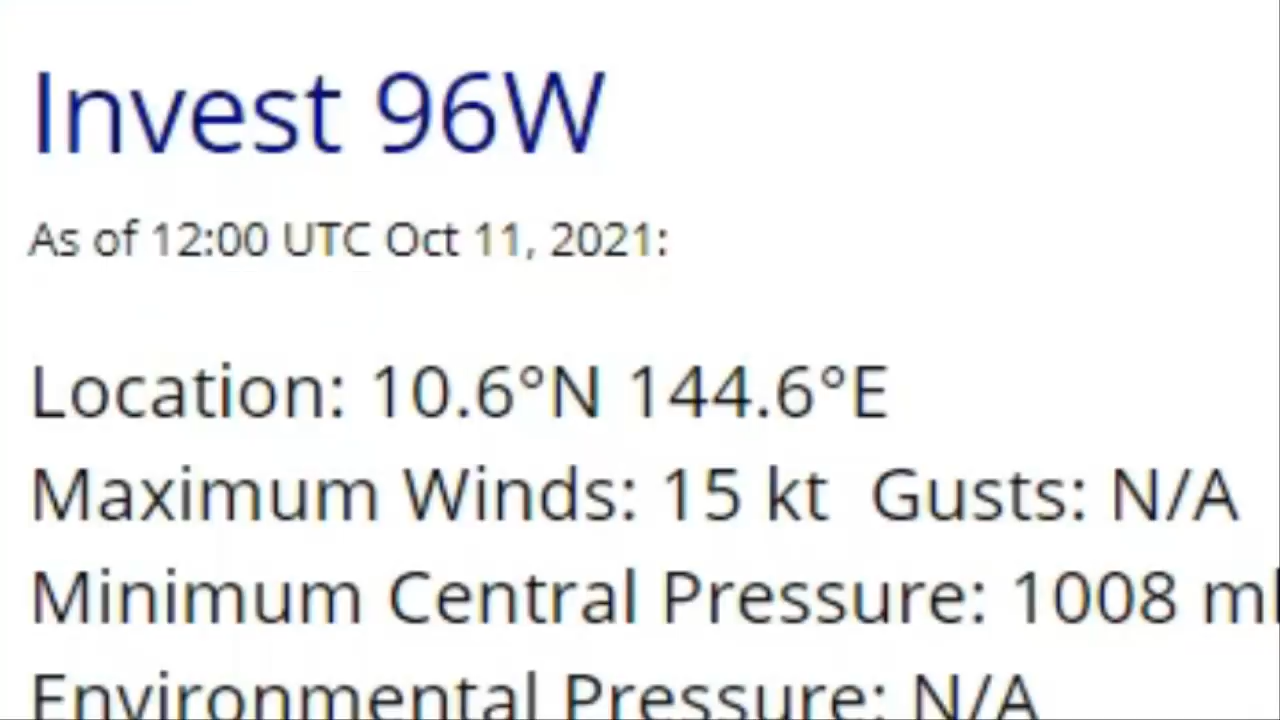 Invest 96W
As of 12:00 UTC Oct 11, 2021:
Location: 10.6°N 144.6°E
Maximum Winds: 15 kt  Gusts: N/A
Minimum Central Pressure: 1008
Environmental Pressure: N/A